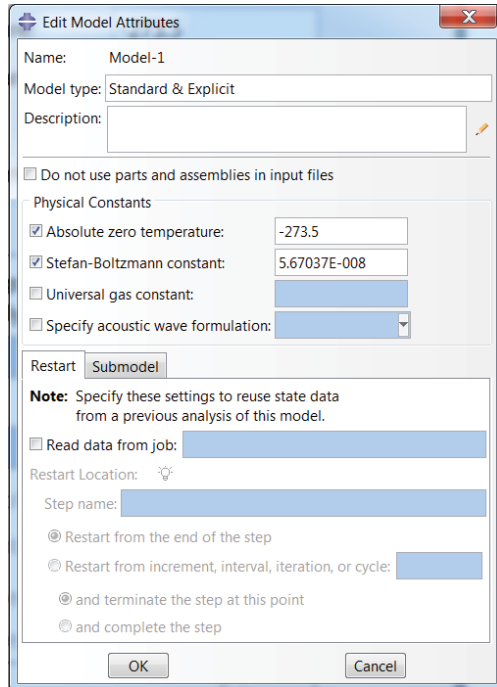 Edit Model Attributes
Name: Model-1
Model type: Standard & Explicit
Description:
Do not use parts and assemblies in input files
Physical Constants
Absolute zero temperature: -273.5
Stefan-Boltzmann constant: 5.67037E-008
Universal gas constant:
Specify acoustic wave formulation:
Restart Submodel
Note: Specify these settings to reuse state data
from a previous analysis of this model.
Read data from job:
Restart Location:
Step name:
Restart from the end of the step
Restart from increment, interval, iteration, or cycle:
and terminate the step at this point
and complete the step
OK Cancel